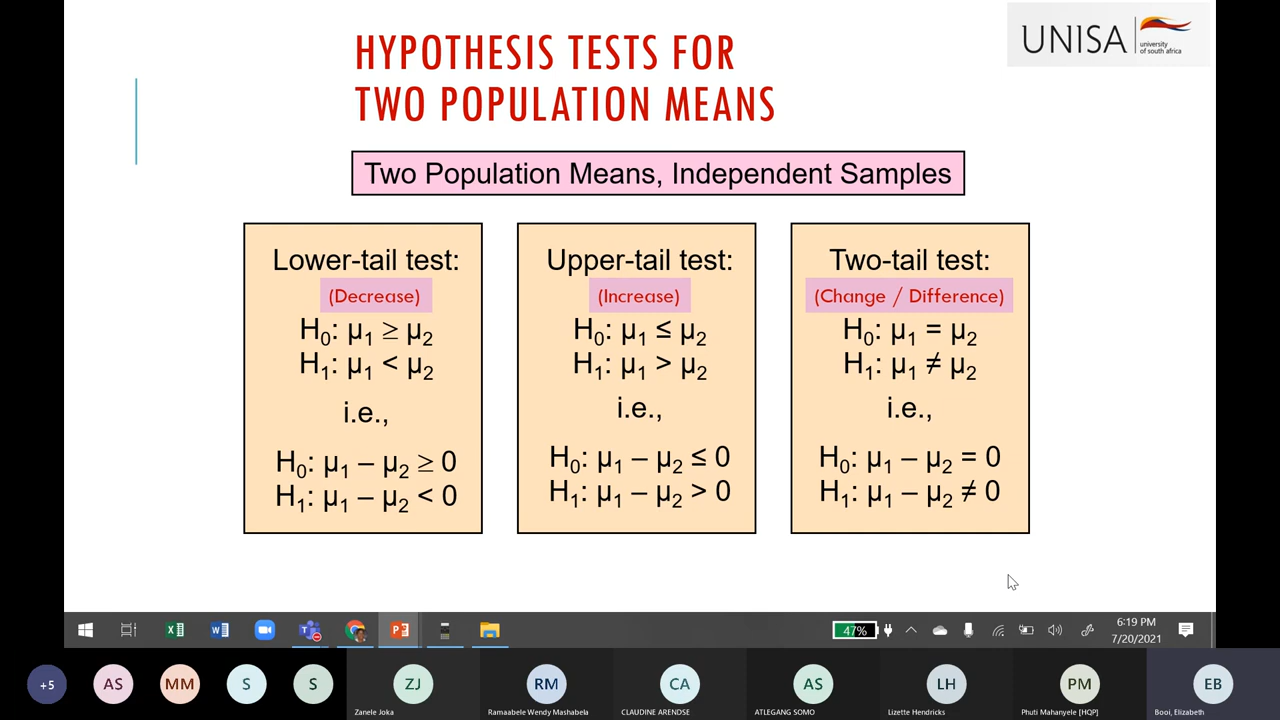 HYPOTHESIS TESTS FOR
TWO POPULATION MEANS
UNISA
university
of south africa
Two Population Means, Independent Samples
Lower-tail test:
(Decrease)
H₀: μ₁ ≥ μ₂
H₁: μ₁ < μ₂
i.e.,
H₀: μ₁ – μ₂ ≥ 0
H₁: μ₁ – μ₂ < 0
Upper-tail test:
(Increase)
H₀: μ₁ ≤ μ₂
H₁: μ₁ > μ₂
i.e.,
H₀: μ₁ – μ₂ ≤ 0
H₁: μ₁ – μ₂ > 0
Two-tail test:
(Change / Difference)
H₀: μ₁ = μ₂
H₁: μ₁ ≠ μ₂
i.e.,
H₀: μ₁ – μ₂ = 0
H₁: μ₁ – μ₂ ≠ 0
47%
6:19 PM
7/20/2021
+5
AS
MM
S
S
ZJ
Zanele Joka
RM
Ramaabele Wendy Mashabela
CA
CLAUDINE ARENDSE
AS
ATLEGANG SOMO
LH
Lizette Hendricks
PM
Phuti Mahanyele [HQP]
EB
Booi, Elizabeth